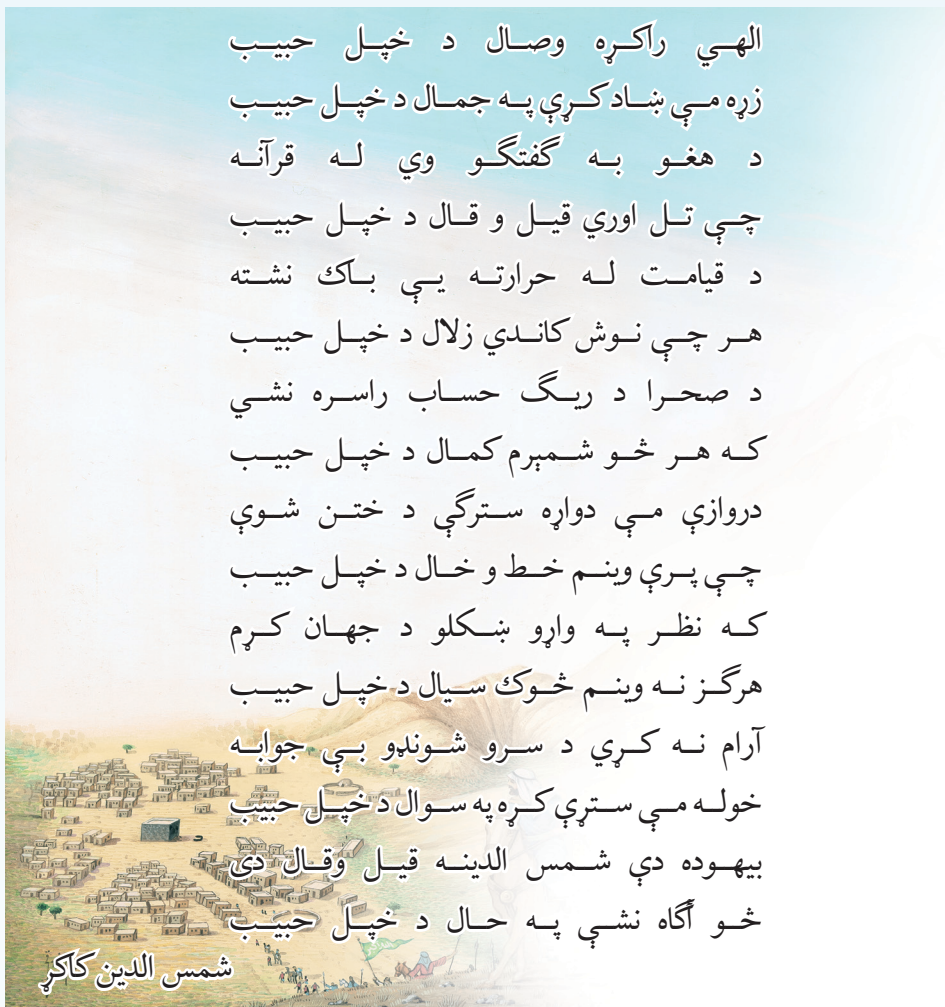 الهي راکړه وصال د خپل حبيب
زړه مې ښاد کړې په جمال د خپل حبيب
د هغو به گفتگو وي له قرآنه
چې تل اوري قيل و قال د خپل حبيب
د قيامت له حرارته يې باک نشته
هر چې نوش کاندي زلال د خپل حبيب
د صحرا د ريگ حساب راسره نشي
که هر څو شمېرم کمال د خپل حبيب
دروازې مې دواړه سترگې د ختن شوې
چې پرې وينم خط و خال د خپل حبيب
که نظر په واړو ښکلو د جهان کړم
هرگز نه وينم څوک سيال د خپل حبيب
آرام نه کړي د سرو شونډو بې جوابه
خوله مې ستړې کړه په سوال د خپل حبيب
بيهوده دې شمس الدينه قيل وقال دی
څو آگاه نشې په حال د خپل حبيب
شمس الدين کاکړ